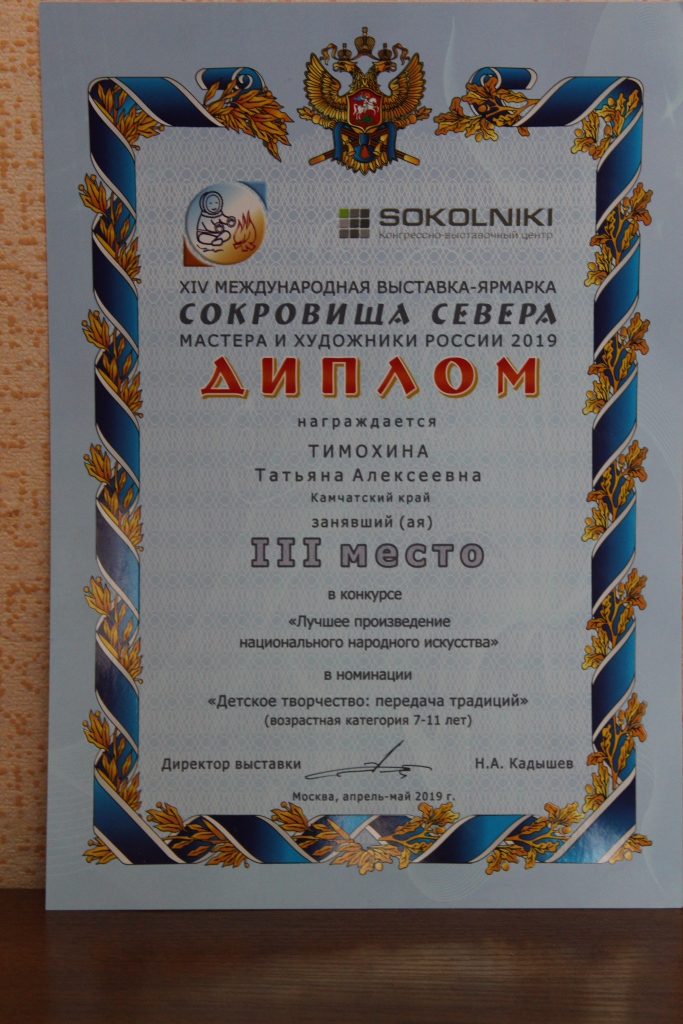 SOKOLNIKI
Конгрессно-выставочный центр
XIV МЕЖДУНАРОДНАЯ ВЫСТАВКА-ЯРМАРКА
СОКРОВИЩА СЕВЕРА
МАСТЕРА И ХУДОЖНИКИ РОССИИ 2019
ДИПЛОМ
награждается
ТИМОХИНА
Татьяна Алексеевна
Камчатский край
занявший (ая)
III место
в конкурсе
«Лучшее произведение
национального народного искусства»
в номинации
«Детское творчество: передача традиций»
(возрастная категория 7-11 лет)
Директор выставки Н.А. Кадышев
Москва, апрель-май 2019 г.